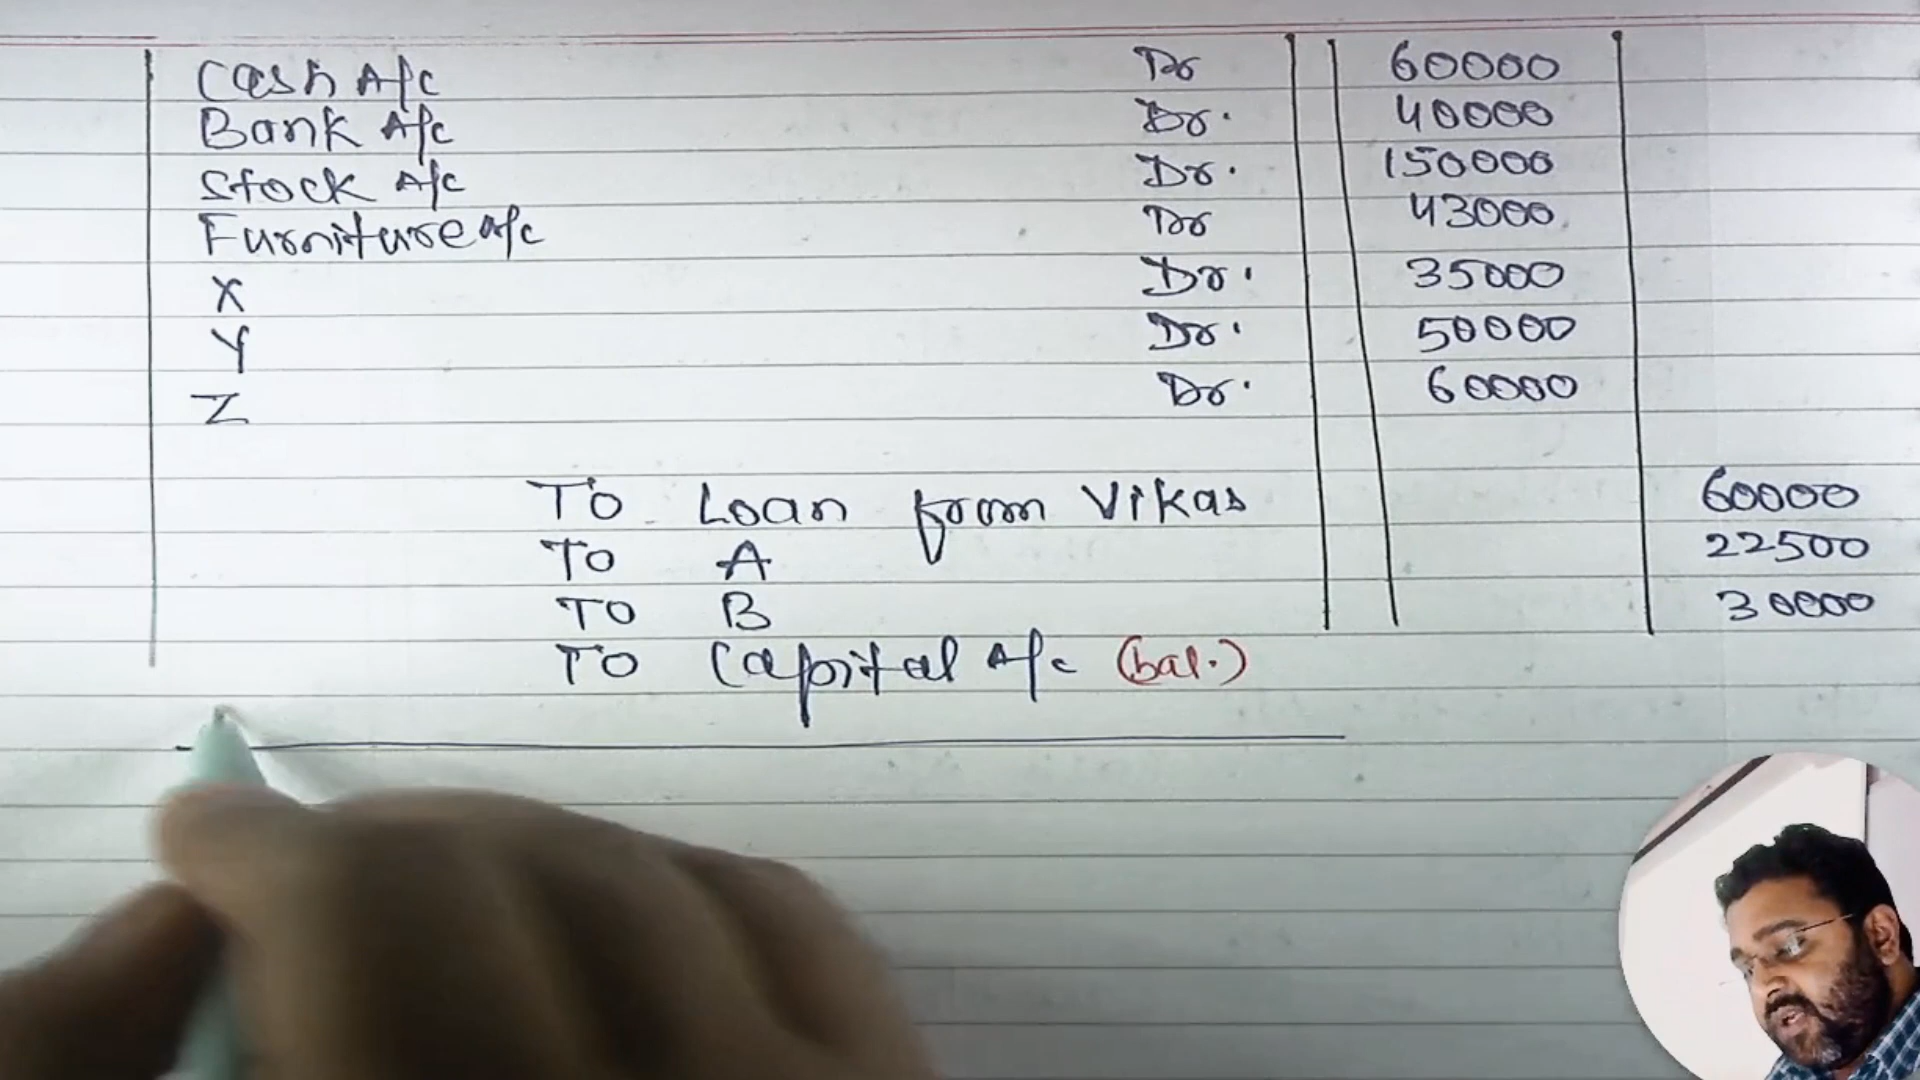 Cash A/c Dr 60000
Bank A/c Dr. 40000
Stock A/c Dr. 150000
Furniture A/c Dr 43000
X Dr. 35000
Y Dr. 50000
Z Dr. 60000
To Loan from Vikas 60000
To A 22500
To B 30000
To Capital A/c (bal.)